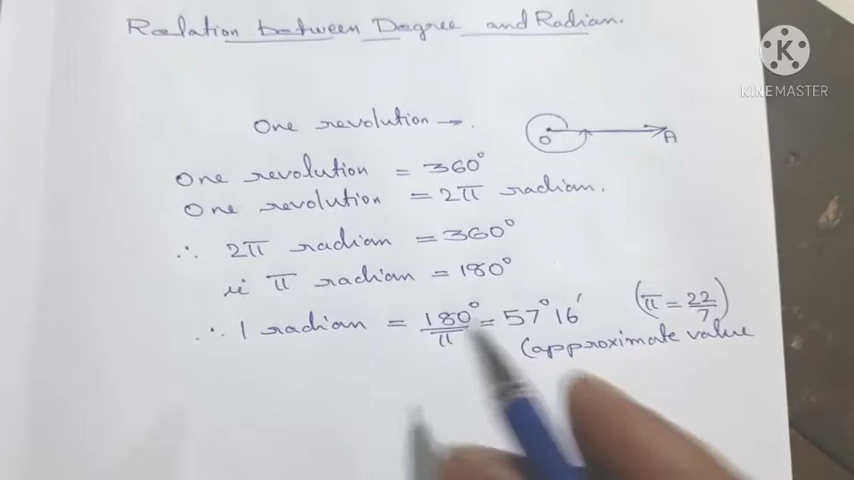 Relation between Degree and Radian.
K
KINEMASTER
One revolution →.
O A
One revolution = 360°
One revolution = 2π radian.
∴ 2π radian = 360°
ie π radian = 180°
∴ 1 radian = 180°/π = 57°16′ (π = 22/7)
(approximate value